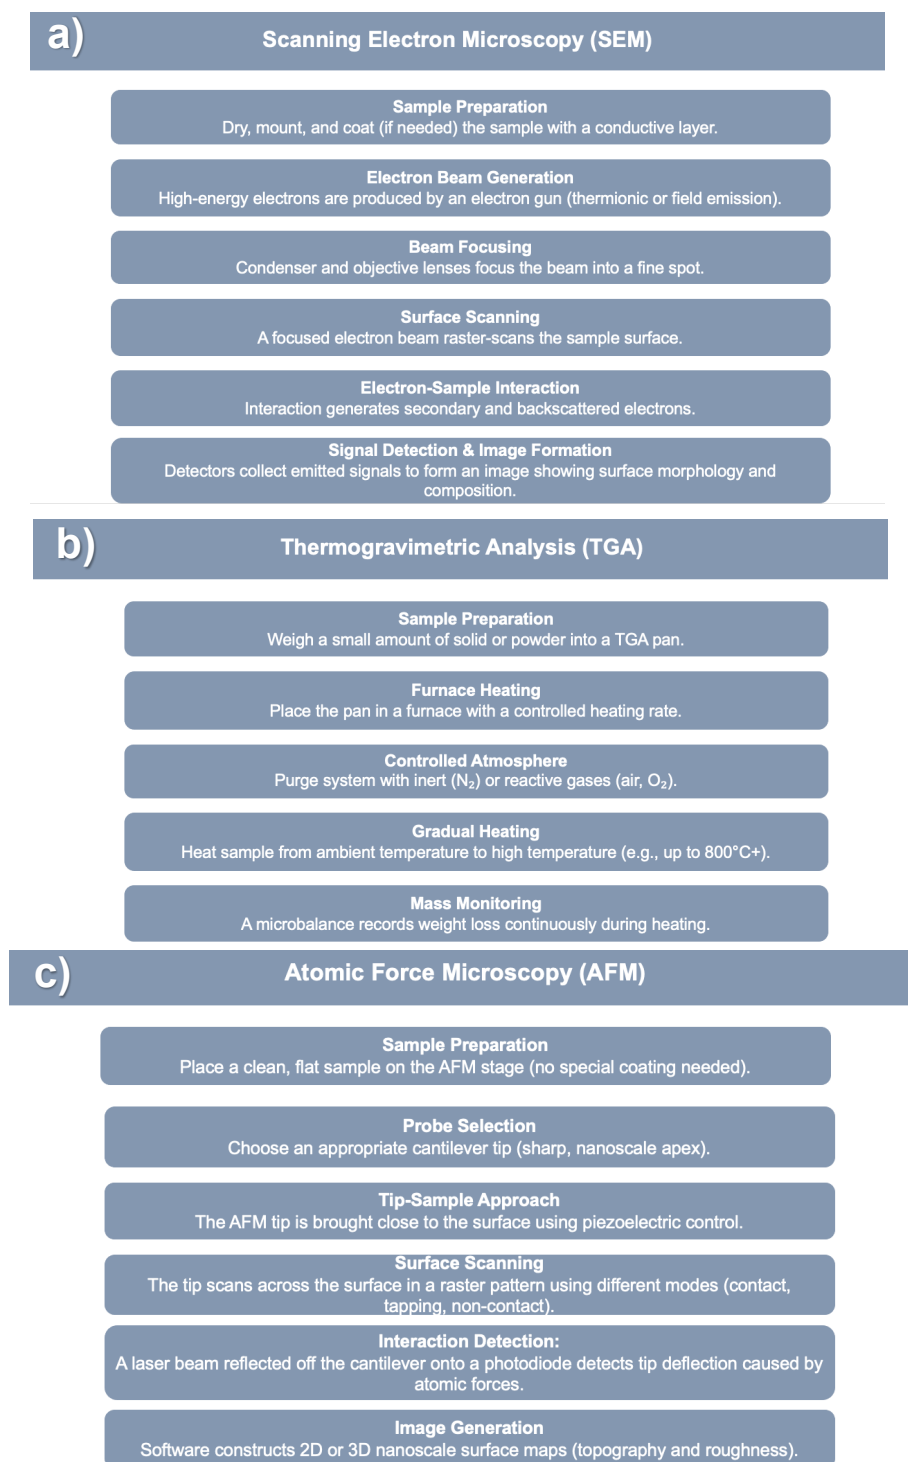 a)
Scanning Electron Microscopy (SEM)
Sample Preparation
Dry, mount, and coat (if needed) the sample with a conductive layer.
Electron Beam Generation
High-energy electrons are produced by an electron gun (thermionic or field emission).
Beam Focusing
Condenser and objective lenses focus the beam into a fine spot.
Surface Scanning
A focused electron beam raster-scans the sample surface.
Electron-Sample Interaction
Interaction generates secondary and backscattered electrons.
Signal Detection & Image Formation
Detectors collect emitted signals to form an image showing surface morphology and
composition.
b)
Thermogravimetric Analysis (TGA)
Sample Preparation
Weigh a small amount of solid or powder into a TGA pan.
Furnace Heating
Place the pan in a furnace with a controlled heating rate.
Controlled Atmosphere
Purge system with inert (N₂) or reactive gases (air, O₂).
Gradual Heating
Heat sample from ambient temperature to high temperature (e.g., up to 800°C+).
Mass Monitoring
A microbalance records weight loss continuously during heating.
c)
Atomic Force Microscopy (AFM)
Sample Preparation
Place a clean, flat sample on the AFM stage (no special coating needed).
Probe Selection
Choose an appropriate cantilever tip (sharp, nanoscale apex).
Tip-Sample Approach
The AFM tip is brought close to the surface using piezoelectric control.
Surface Scanning
The tip scans across the surface in a raster pattern using different modes (contact,
tapping, non-contact).
Interaction Detection:
A laser beam reflected off the cantilever onto a photodiode detects tip deflection caused by
atomic forces.
Image Generation
Software constructs 2D or 3D nanoscale surface maps (topography and roughness).